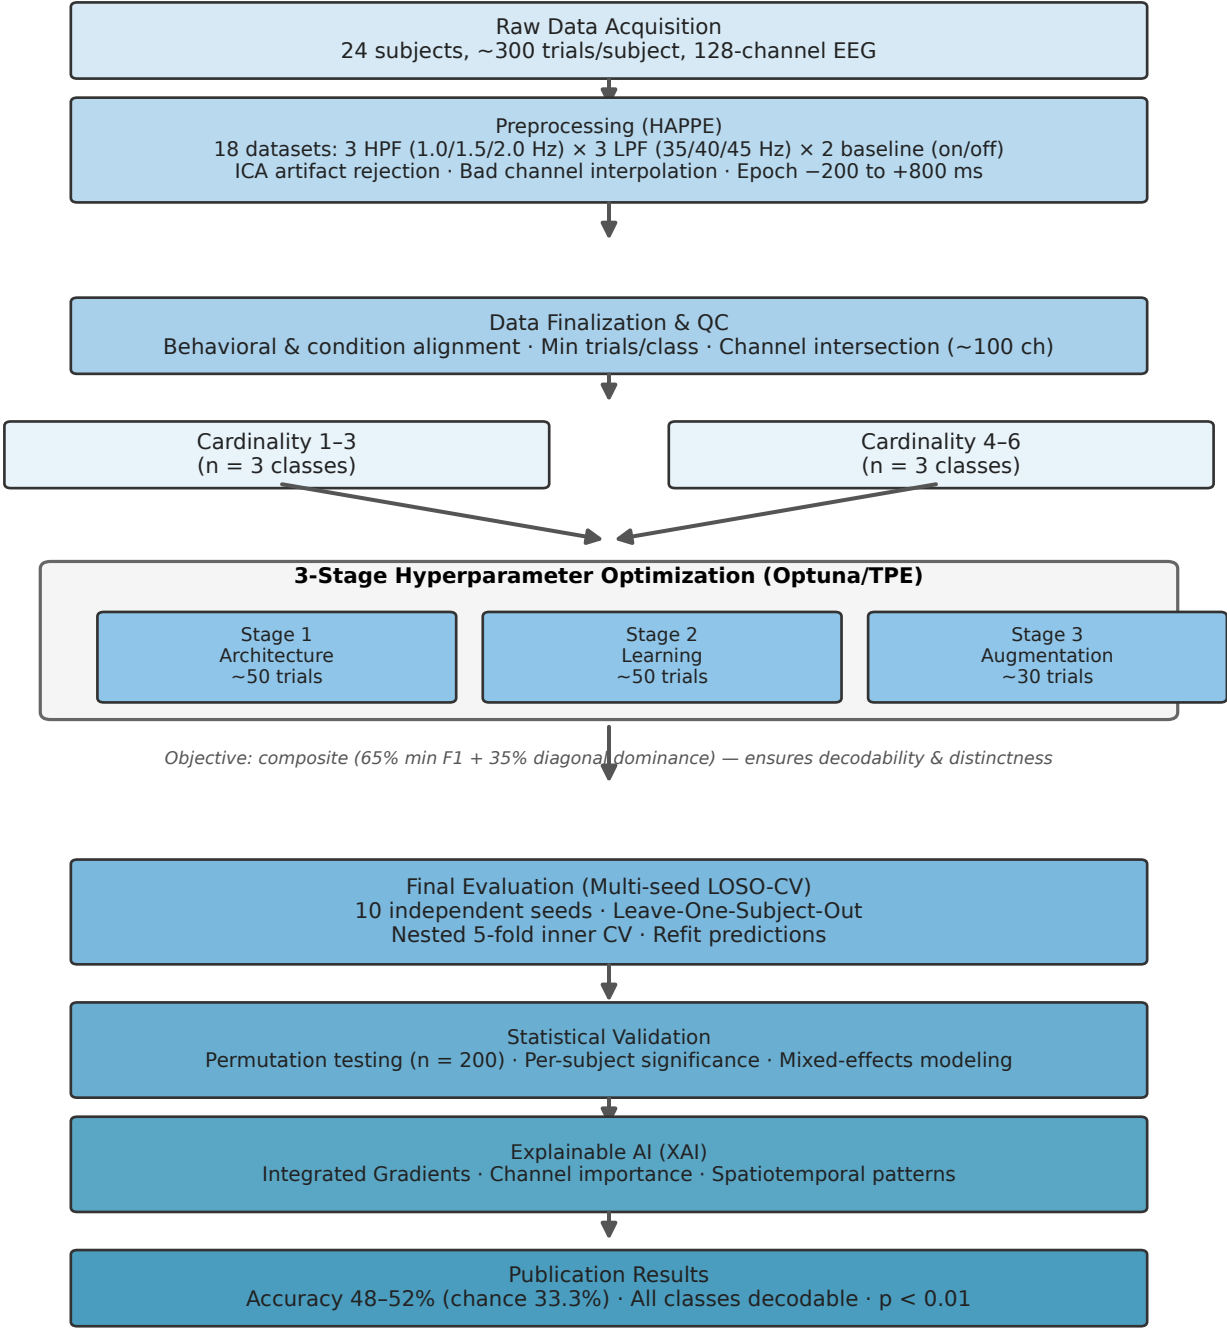 Raw Data Acquisition
24 subjects, ~300 trials/subject, 128-channel EEG
Preprocessing (HAPPE)
18 datasets: 3 HPF (1.0/1.5/2.0 Hz) × 3 LPF (35/40/45 Hz) × 2 baseline (on/off)
ICA artifact rejection · Bad channel interpolation · Epoch −200 to +800 ms
Data Finalization & QC
Behavioral & condition alignment · Min trials/class · Channel intersection (~100 ch)
Cardinality 1–3
(n = 3 classes)
Cardinality 4–6
(n = 3 classes)
3-Stage Hyperparameter Optimization (Optuna/TPE)
Stage 1
Architecture
~50 trials
Stage 2
Learning
~50 trials
Stage 3
Augmentation
~30 trials
Objective: composite (65% min F1 + 35% diagonal dominance) — ensures decodability & distinctness
Final Evaluation (Multi-seed LOSO-CV)
10 independent seeds · Leave-One-Subject-Out
Nested 5-fold inner CV · Refit predictions
Statistical Validation
Permutation testing (n = 200) · Per-subject significance · Mixed-effects modeling
Explainable AI (XAI)
Integrated Gradients · Channel importance · Spatiotemporal patterns
Publication Results
Accuracy 48–52% (chance 33.3%) · All classes decodable · p < 0.01